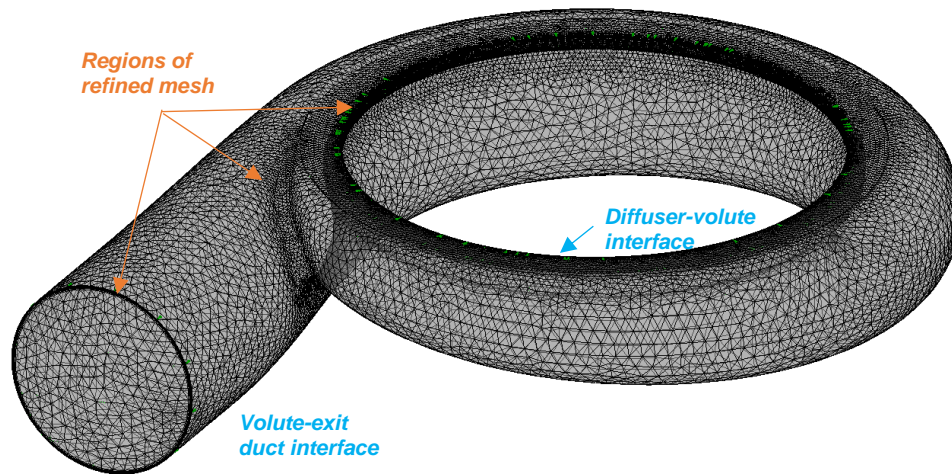 Regions of
refined mesh
Diffuser-volute
interface
Volute-exit
duct interface